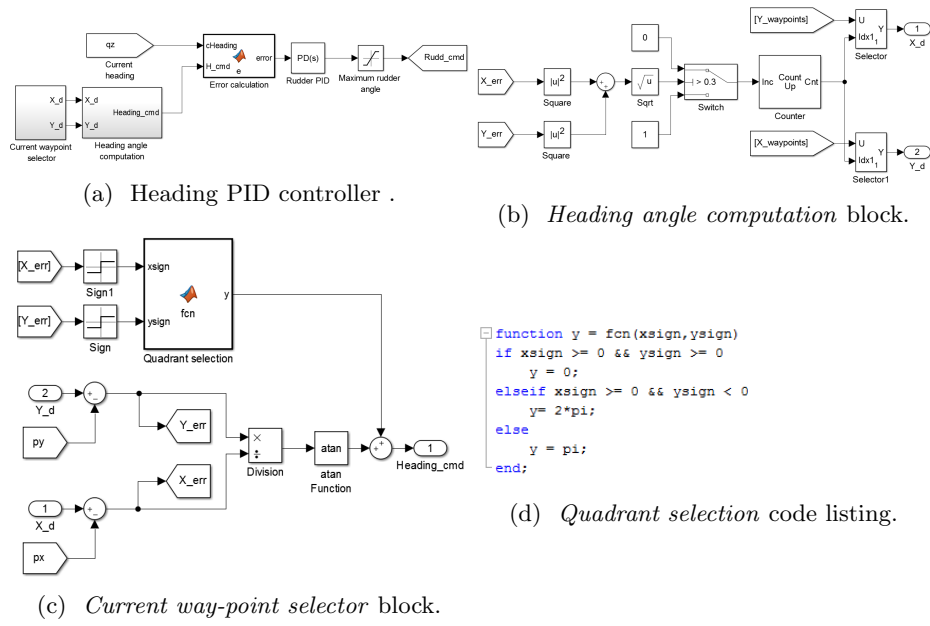 qz
Current
heading
cHeading
H_cmd
error
e
Error calculation
PD(s)
Rudder PID
Maximum rudder
angle
Rudd_cmd
X_d
Y_d
Current waypoint
selector
X_d
Y_d
Heading_cmd
Heading angle
computation
(a) Heading PID controller .
[Y_waypoints]
U
Idx1₁
Y
Selector
1
X_d
0
X_err
|u|²
Square
Y_err
|u|²
Square
+
+
√u
Sqrt
> 0.3
Switch
1
Inc
Count
Up
Cnt
Counter
[X_waypoints]
U
Idx1₁
Y
Selector1
2
Y_d
(b) Heading angle computation block.
[X_err]
Sign1
[Y_err]
Sign
xsign
ysign
fcn
y
Quadrant selection
2
Y_d
+
−
py
Y_err
X_err
1
X_d
+
−
px
×
÷
Division
atan
atan
Function
+
+
1
Heading_cmd
(c) Current way-point selector block.
function y = fcn(xsign,ysign)
if xsign >= 0 && ysign >= 0
y = 0;
elseif xsign >= 0 && ysign < 0
y= 2*pi;
else
y = pi;
end;
(d) Quadrant selection code listing.